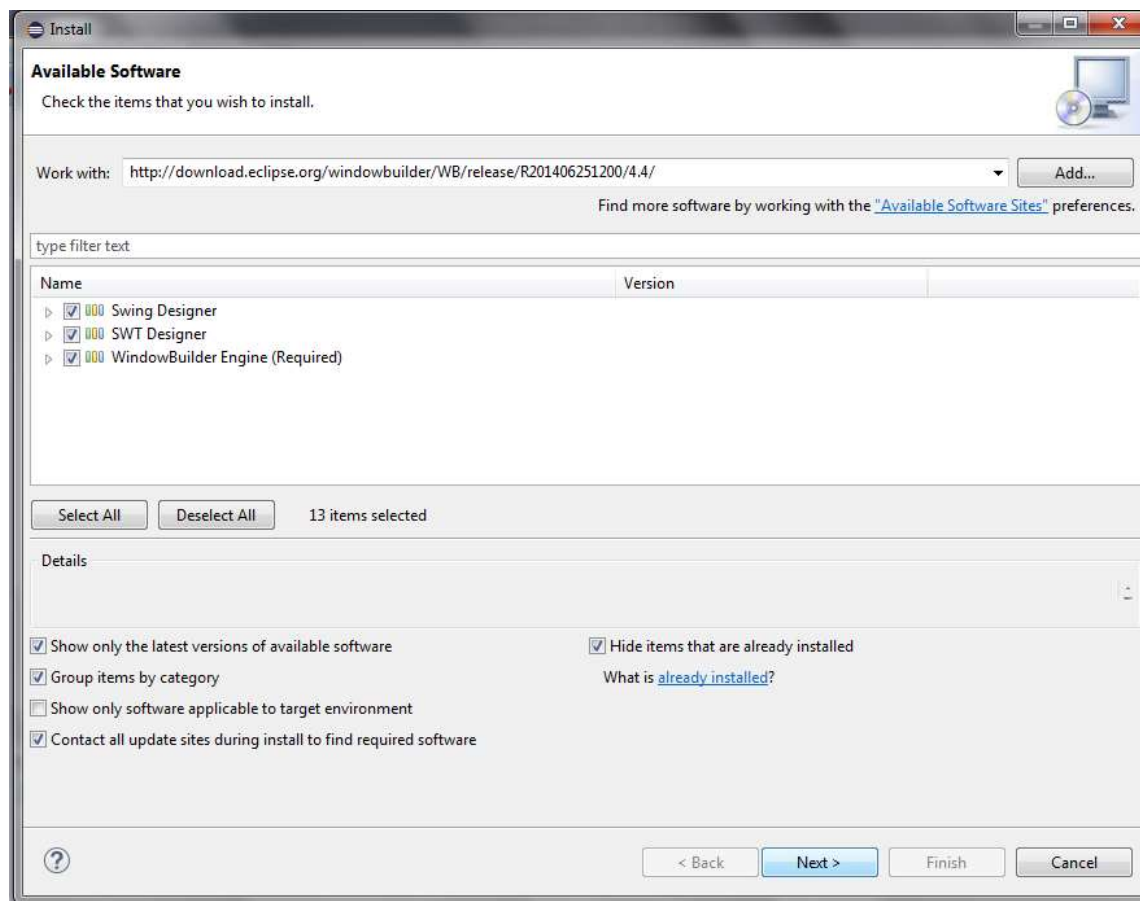 Install
Available Software
Check the items that you wish to install.
Work with: http://download.eclipse.org/windowbuilder/WB/release/R201406251200/4.4/ Add...
Find more software by working with the "Available Software Sites" preferences.
type filter text
Name Version
Swing Designer
SWT Designer
WindowBuilder Engine (Required)
Select All Deselect All 13 items selected
Details
Show only the latest versions of available software Hide items that are already installed
Group items by category What is already installed?
Show only software applicable to target environment
Contact all update sites during install to find required software
? < Back Next > Finish Cancel